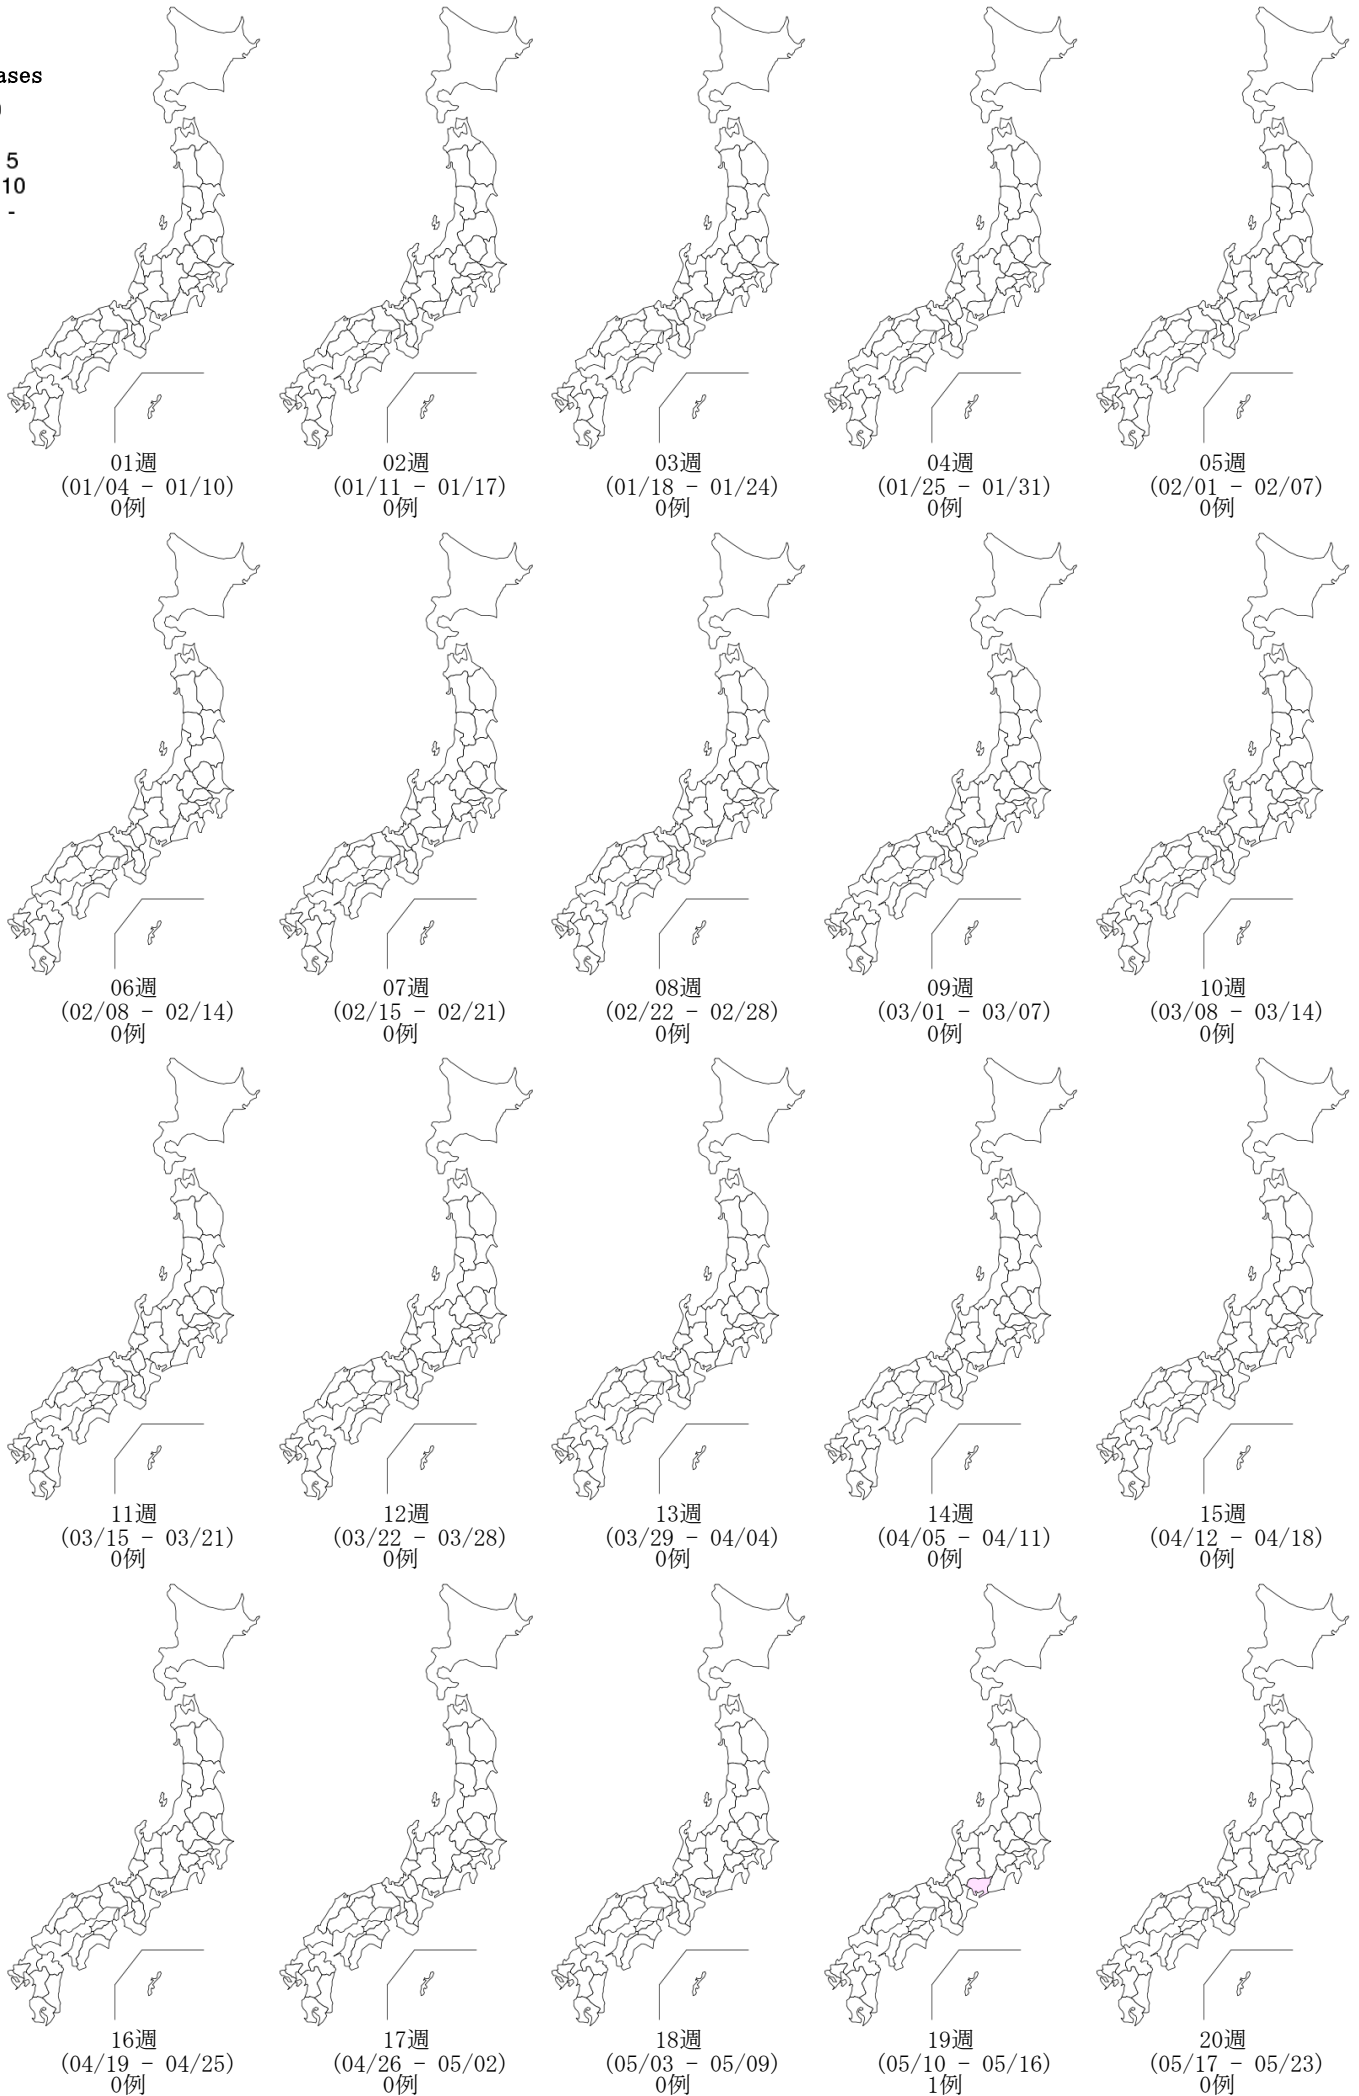 ases
5
10
-
01週
(01/04 - 01/10)
0例
02週
(01/11 - 01/17)
0例
03週
(01/18 - 01/24)
0例
04週
(01/25 - 01/31)
0例
05週
(02/01 - 02/07)
0例
06週
(02/08 - 02/14)
0例
07週
(02/15 - 02/21)
0例
08週
(02/22 - 02/28)
0例
09週
(03/01 - 03/07)
0例
10週
(03/08 - 03/14)
0例
11週
(03/15 - 03/21)
0例
12週
(03/22 - 03/28)
0例
13週
(03/29 - 04/04)
0例
14週
(04/05 - 04/11)
0例
15週
(04/12 - 04/18)
0例
16週
(04/19 - 04/25)
0例
17週
(04/26 - 05/02)
0例
18週
(05/03 - 05/09)
0例
19週
(05/10 - 05/16)
1例
20週
(05/17 - 05/23)
0例